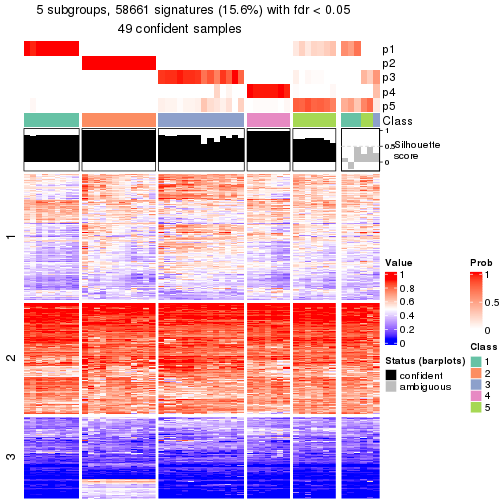 5 subgroups, 58661 signatures (15.6%) with fdr < 0.05
49 confident samples
p1
p2
p3
p4
p5
Class
1
0.5
0
Silhouette
score
1
2
3
Value
1
0.8
0.6
0.4
0.2
0
Status (barplots)
confident
ambiguous
Prob
1
0.5
0
Class
1
2
3
4
5